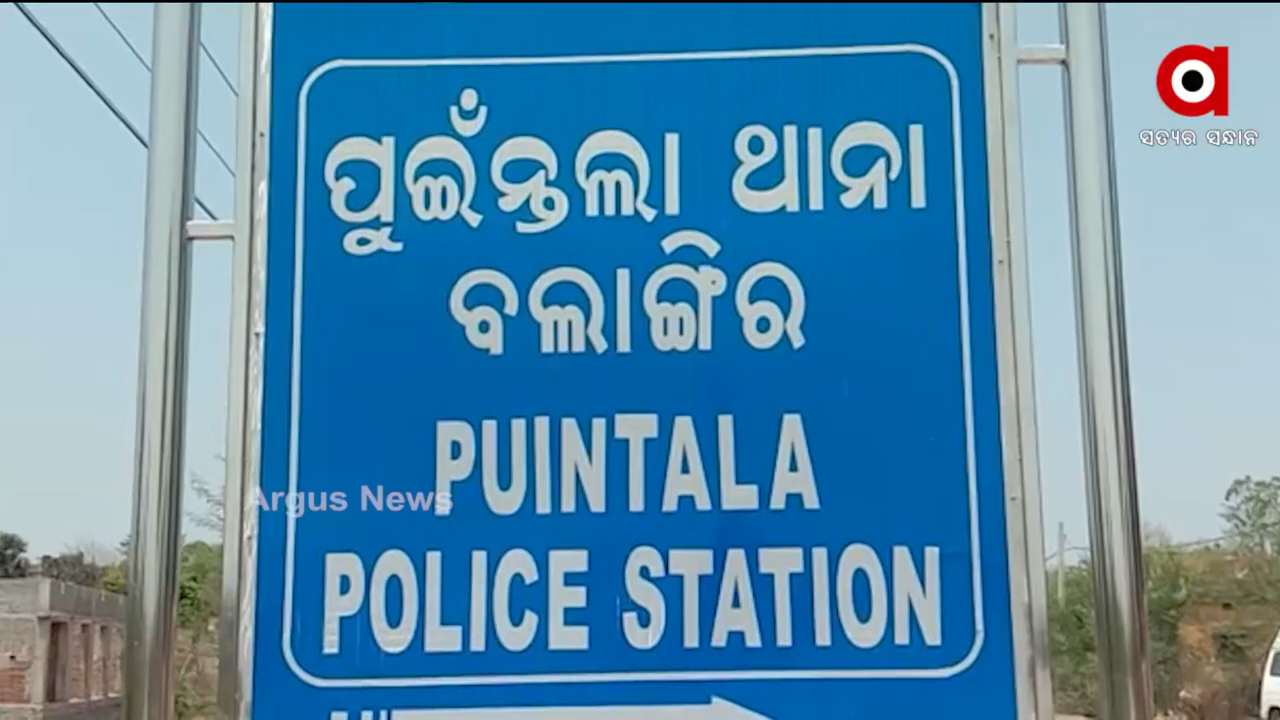 ପୁଇଁନ୍ତଲା ଥାନା
ବଲାଙ୍ଗିର
PUINTALA
POLICE STATION
ସତ୍ୟର ସନ୍ଧାନ
Argus News